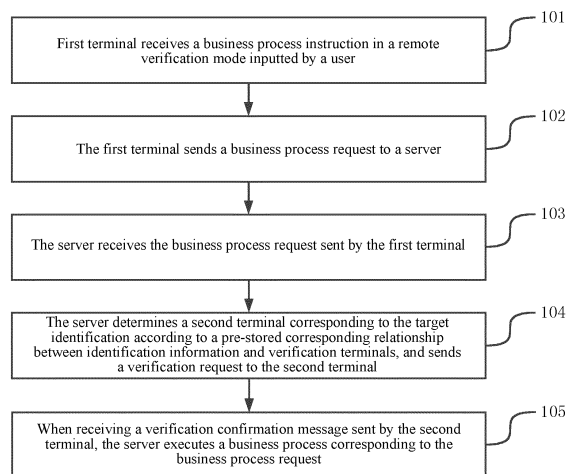 101
First terminal receives a business process instruction in a remote
verification mode inputted by a user
102
The first terminal sends a business process request to a server
103
The server receives the business process request sent by the first terminal
104
The server determines a second terminal corresponding to the target
identification according to a pre-stored corresponding relationship
between identification information and verification terminals, and sends
a verification request to the second terminal
105
When receiving a verification confirmation message sent by the second
terminal, the server executes a business process corresponding to the
business process request